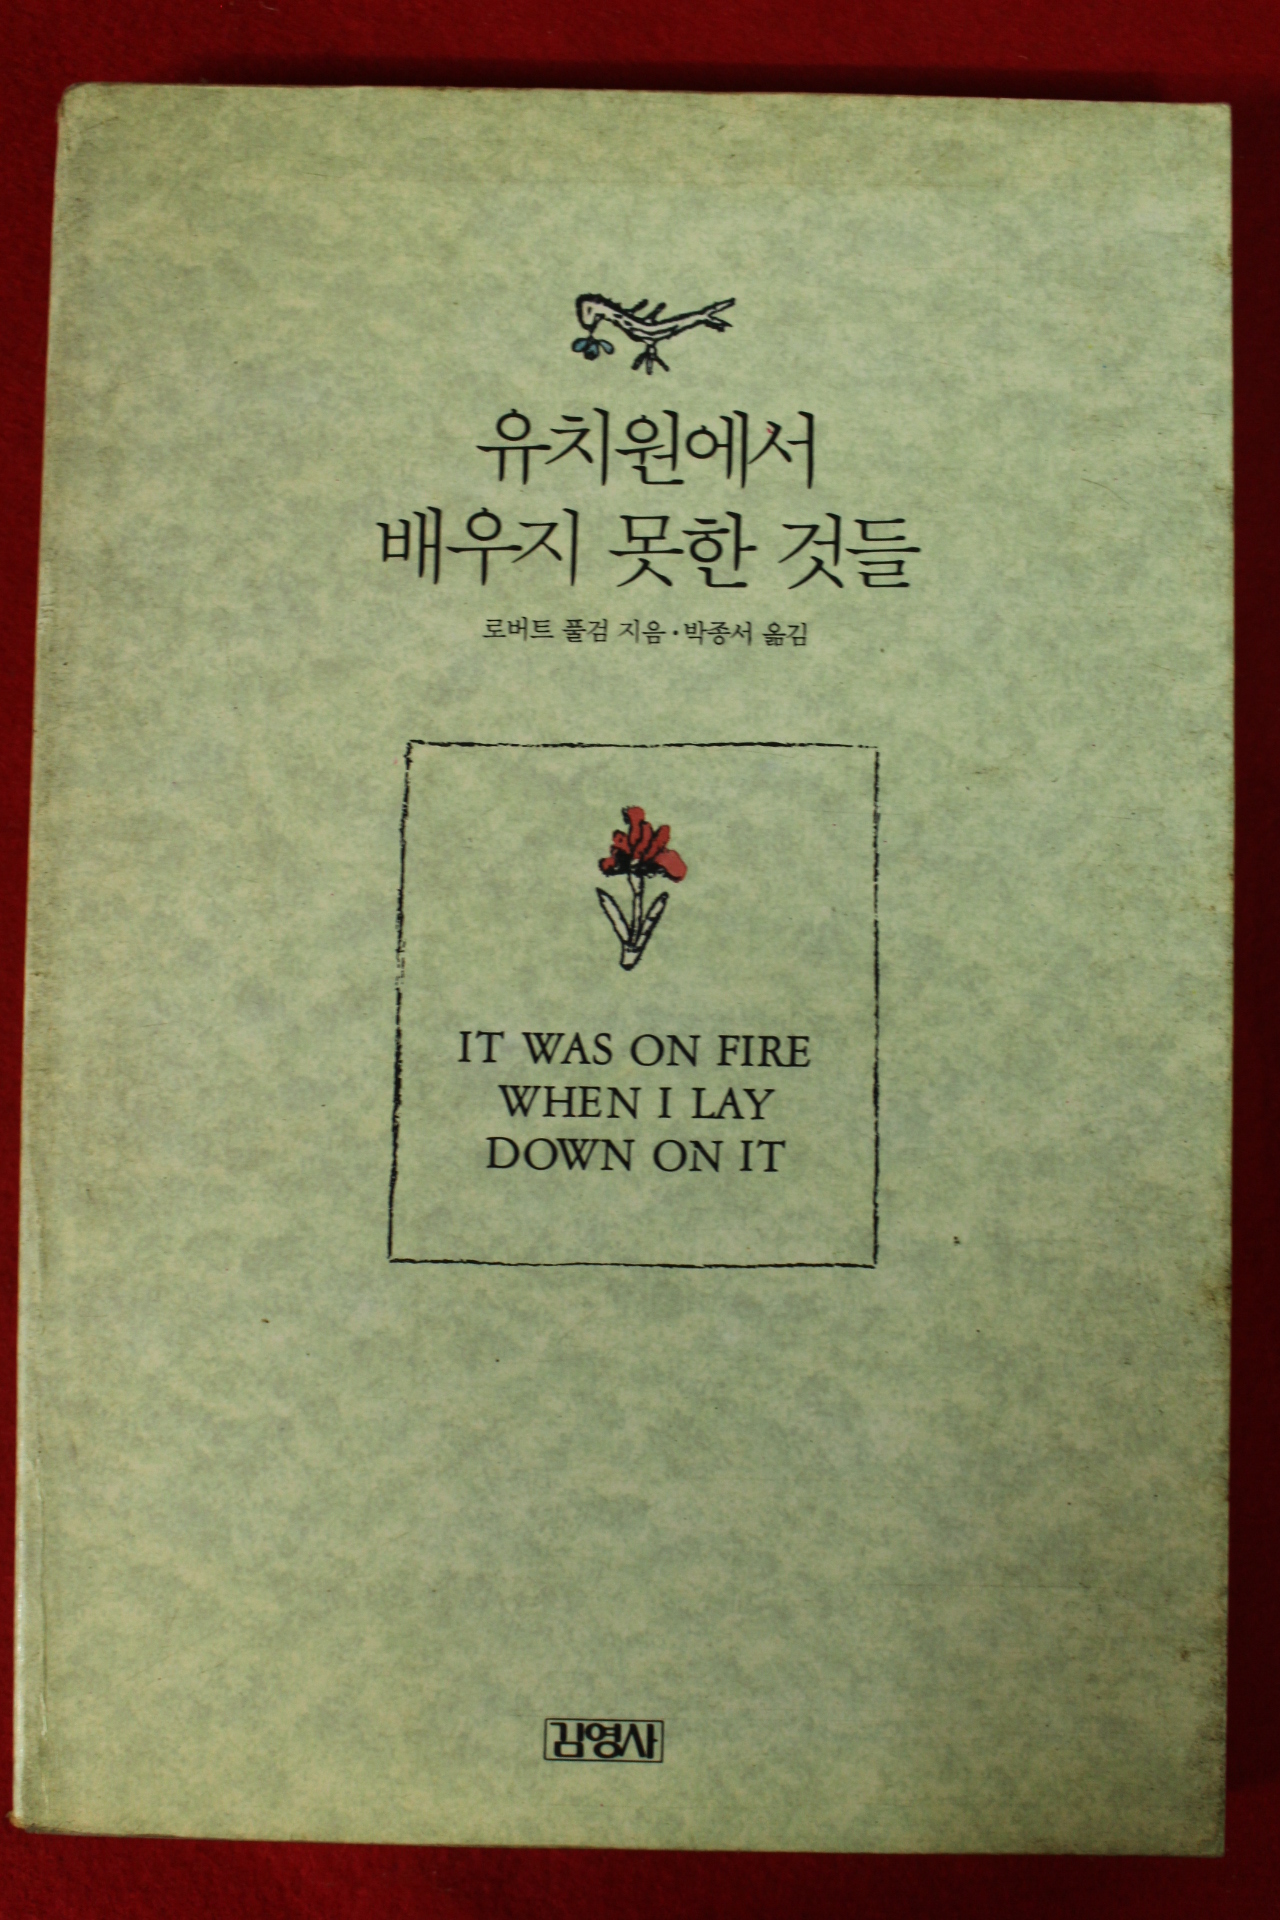 유치원에서
배우지 못한 것들
로버트 풀검 지음·박종서 옮김
IT WAS ON FIRE
WHEN I LAY
DOWN ON IT
김영사